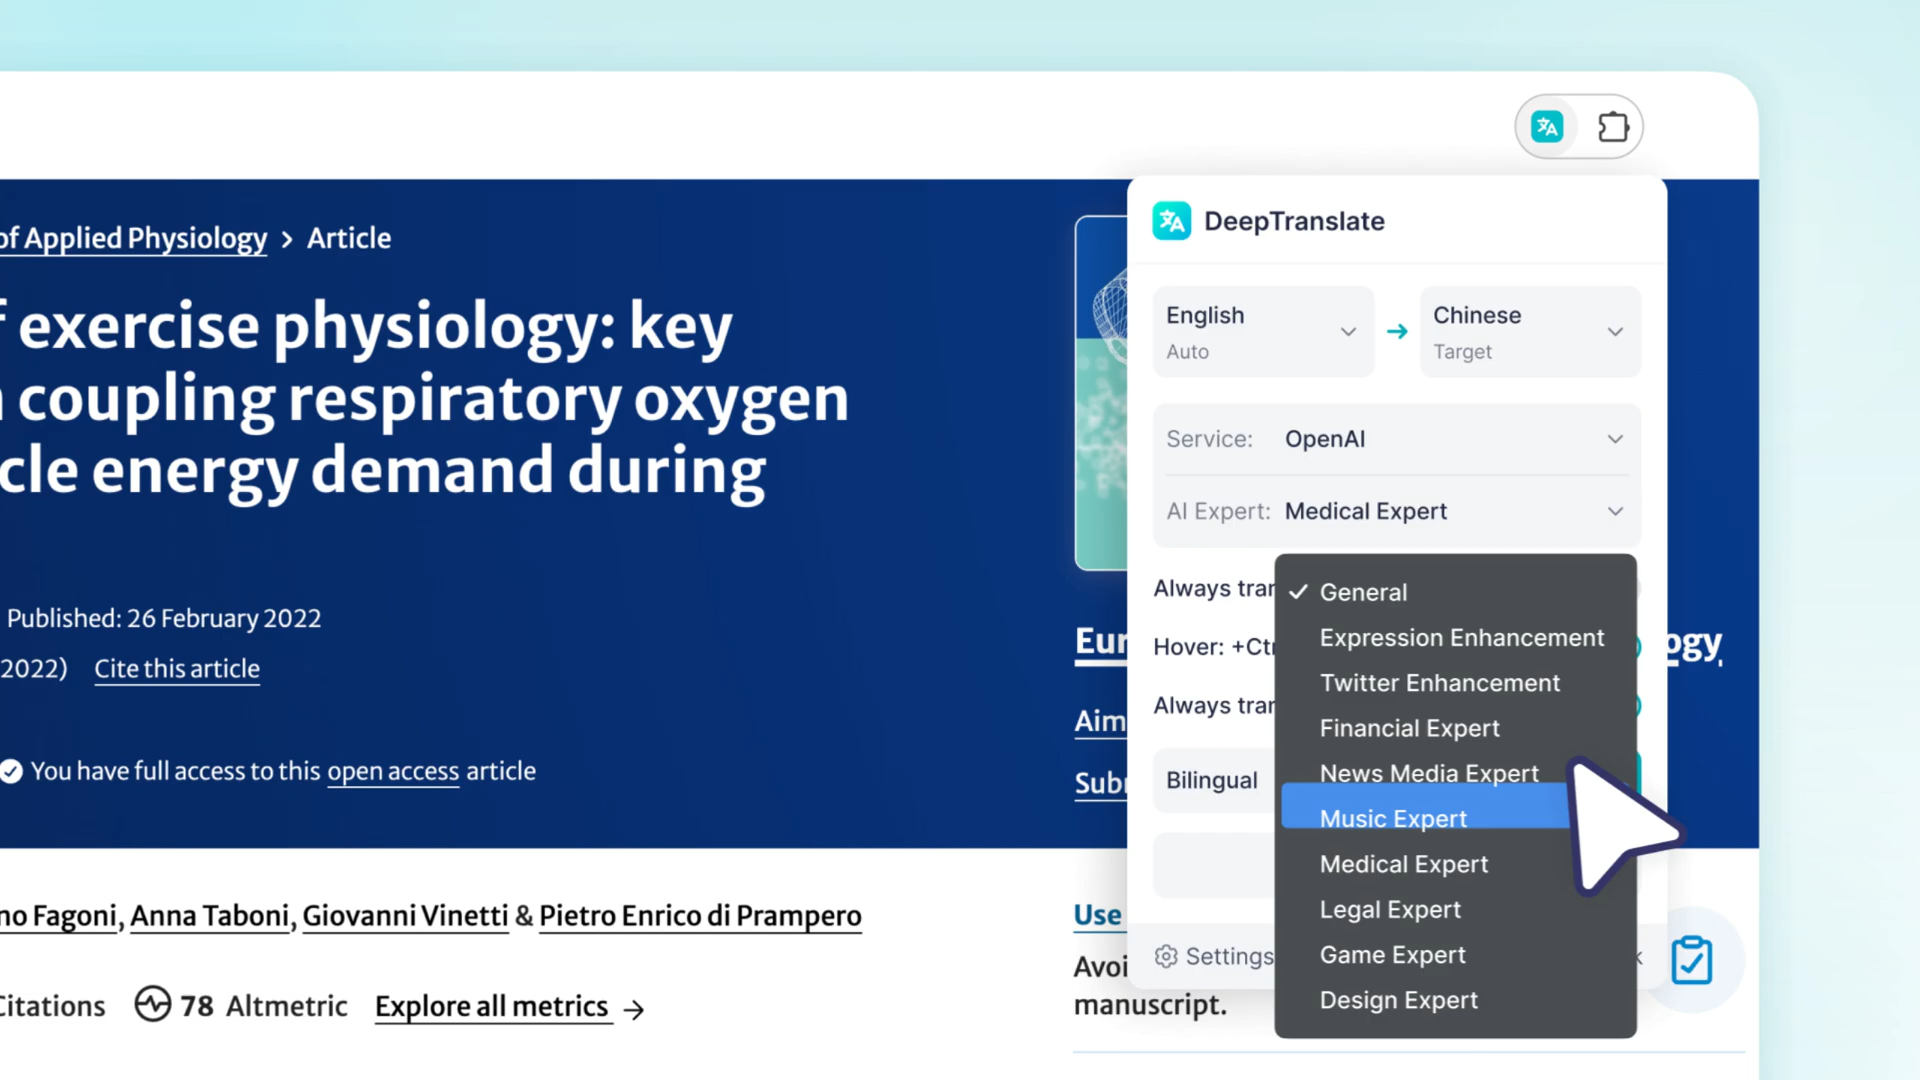 of Applied Physiology > Article
exercise physiology: key
coupling respiratory oxygen
cle energy demand during
Published: 26 February 2022
2022) Cite this article
You have full access to this open access article
no Fagoni, Anna Taboni, Giovanni Vinetti & Pietro Enrico di Prampero
Citations 78 Altmetric Explore all metrics →
DeepTranslate
English
Auto
→
Chinese
Target
Service: OpenAI
AI Expert: Medical Expert
Always tran
Hover: +Ctr
Always tran
Bilingual
Settings
General
Expression Enhancement
Twitter Enhancement
Financial Expert
News Media Expert
Music Expert
Medical Expert
Legal Expert
Game Expert
Design Expert
Eur
ogy
Aim
Sub
Use
Avoi
manuscript.